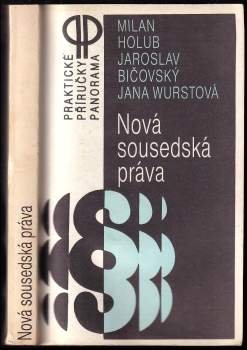 Nová sousedská práva
PRAKTICKÉ
PŘÍRUČKY
PANORAMA
MILAN
HOLUB
JAROSLAV
BIČOVSKÝ
JANA WURSTOVÁ
Nová
sousedská
práva